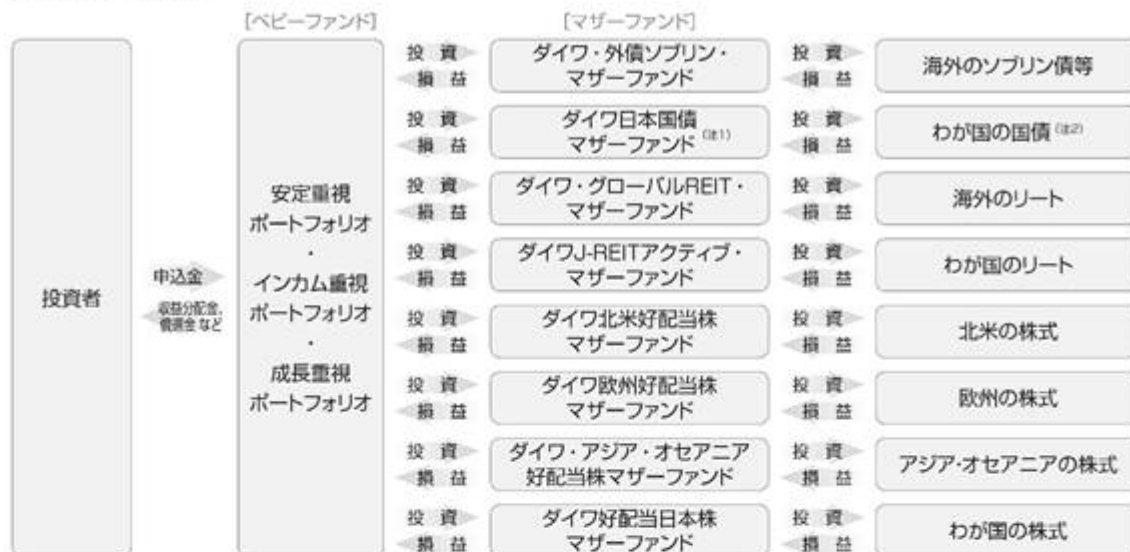 [ベビーファンド]
[マザーファンド]
投資者
申込金
収益分配金、
償還金 など
安定重視
ポートフォリオ
・
インカム重視
ポートフォリオ
・
成長重視
ポートフォリオ
投 資
損 益
ダイワ・外債ソブリン・
マザーファンド
投 資
損 益
海外のソブリン債等
投 資
損 益
ダイワ日本国債
マザーファンド (注1)
投 資
損 益
わが国の国債 (注2)
投 資
損 益
ダイワ・グローバルREIT・
マザーファンド
投 資
損 益
海外のリート
投 資
損 益
ダイワJ-REITアクティブ・
マザーファンド
投 資
損 益
わが国のリート
投 資
損 益
ダイワ北米好配当株
マザーファンド
投 資
損 益
北米の株式
投 資
損 益
ダイワ欧州好配当株
マザーファンド
投 資
損 益
欧州の株式
投 資
損 益
ダイワ・アジア・オセアニア
好配当株マザーファンド
投 資
損 益
アジア・オセアニアの株式
投 資
損 益
ダイワ好配当日本株
マザーファンド
投 資
損 益
わが国の株式